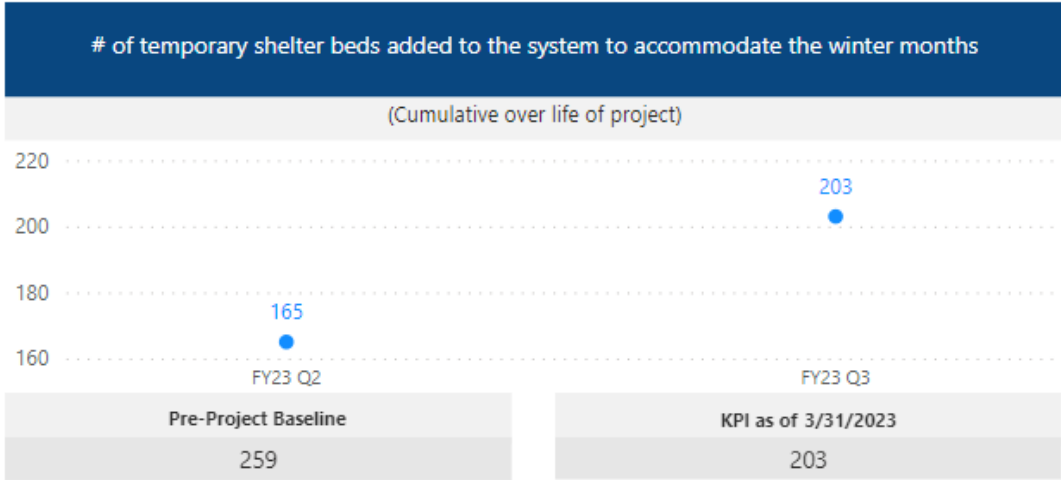 # of temporary shelter beds added to the system to accommodate the winter months
(Cumulative over life of project)
220
203
200
180
165
160
FY23 Q2 FY23 Q3
Pre-Project Baseline KPI as of 3/31/2023
259 203